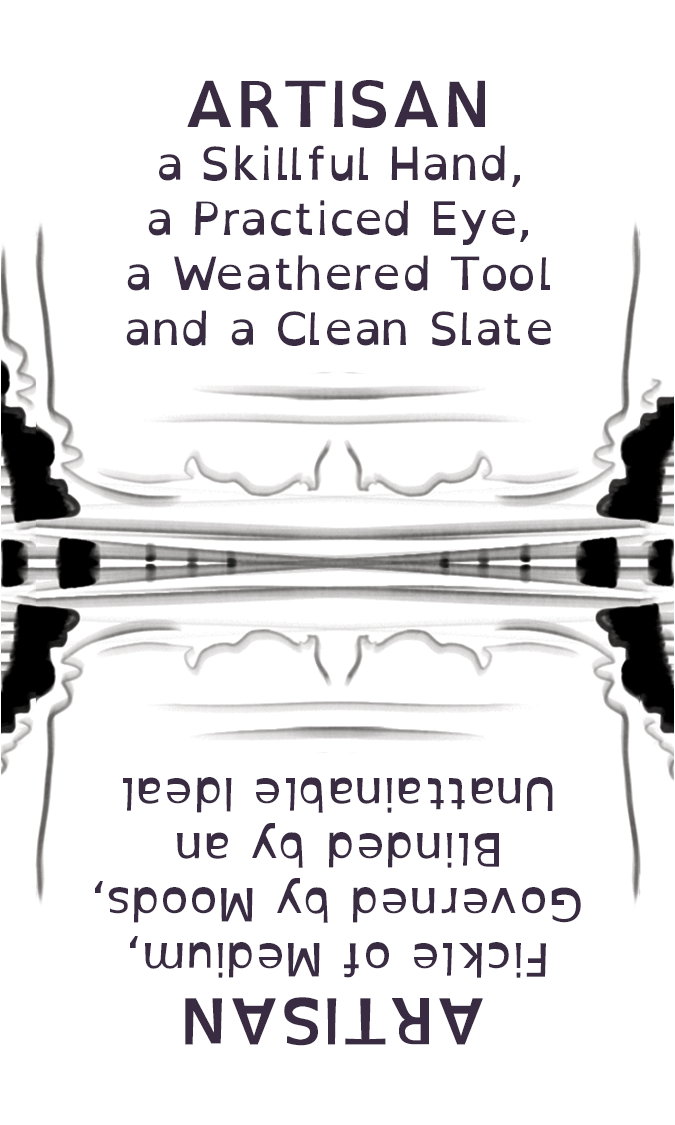 ARTISAN
a Skillful Hand,
a Practiced Eye,
a Weathered Tool
and a Clean Slate
ARTISAN
Fickle of Medium,
Governed by Moods,
Blinded by an
Unattainable Ideal